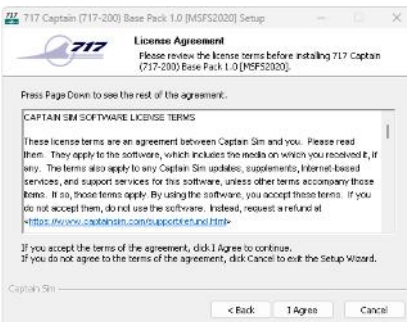 717 Captain (717-200) Base Pack 1.0 [MSFS2020] Setup
717
License Agreement
Please review the license terms before installing 717 Captain
(717-200) Base Pack 1.0 [MSFS2020].
Press Page Down to see the rest of the agreement.
CAPTAIN SIM SOFTWARE LICENSE TERMS
These license terms are an agreement between Captain Sim and you. Please read
them. They apply to the software, which includes the media on which you received it, if
any. The terms also apply to any Captain Sim updates, supplements, Internet-based
services, and support services for this software, unless other terms accompany those
items. If so, those terms apply. By using the software, you accept these terms. If you
do not accept them, do not use the software. Instead, request a refund at
<https://www.captainsim.com/support/refund.html>
If you accept the terms of the agreement, click I Agree to continue.
If you do not agree to the terms of the agreement, click Cancel to exit the Setup Wizard.
Captain Sim
< Back
I Agree
Cancel